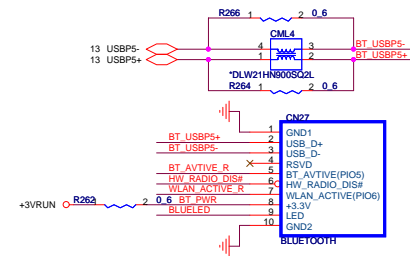 R266 1 2 0_6
CML4
13 USBP5- 4 3 BT_USBP5-
13 USBP5+ 1 2 BT_USBP5+
*DLW21HN900SQ2L
R264 1 2 0_6
CN27
1 GND1
BT_USBP5+ 2 USB_D+
BT_USBP5- 3 USB_D-
4 RSVD
BT_AVTIVE_R 5 BT_AVTIVE(PIO5)
HW_RADIO_DIS# 6 HW_RADIO_DIS#
WLAN_ACTIVE_R 7 WLAN_ACTIVE(PIO6)
+3VRUN R262 1 2 0_6 BT_PWR 8 +3.3V
BLUELED 9 LED
10 GND2
BLUETOOTH